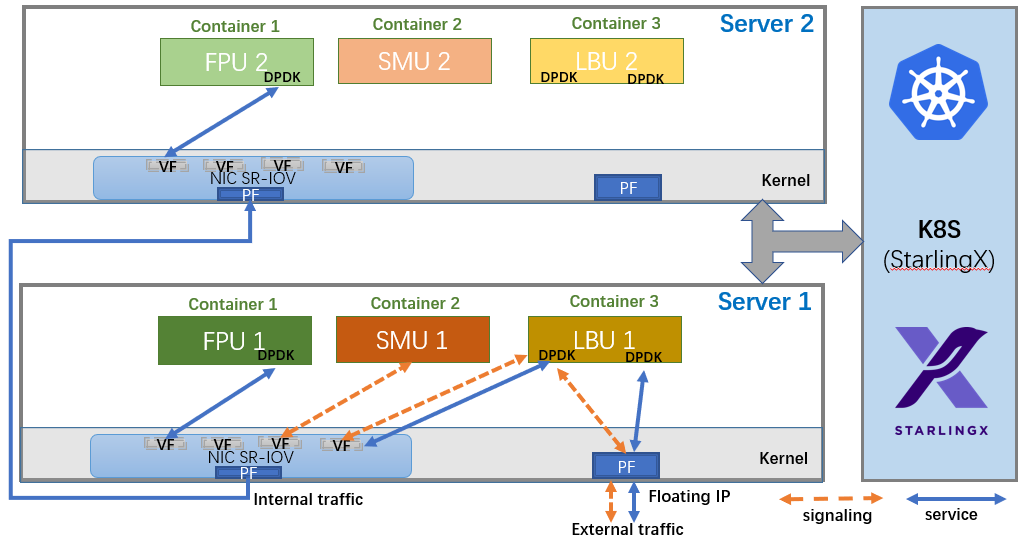 Server 2
Container 1
Container 2
Container 3
FPU 2
DPDK
SMU 2
LBU 2
DPDK
DPDK
VF
VF
VF
VF
NIC SR-IOV
PF
PF
Kernel
K8S
(StarlingX)
STARLINGX
Server 1
Container 1
Container 2
Container 3
FPU 1
DPDK
SMU 1
LBU 1
DPDK
DPDK
VF
VF
VF
VF
NIC SR-IOV
PF
PF
Kernel
Internal traffic
Floating IP
External traffic
signaling
service